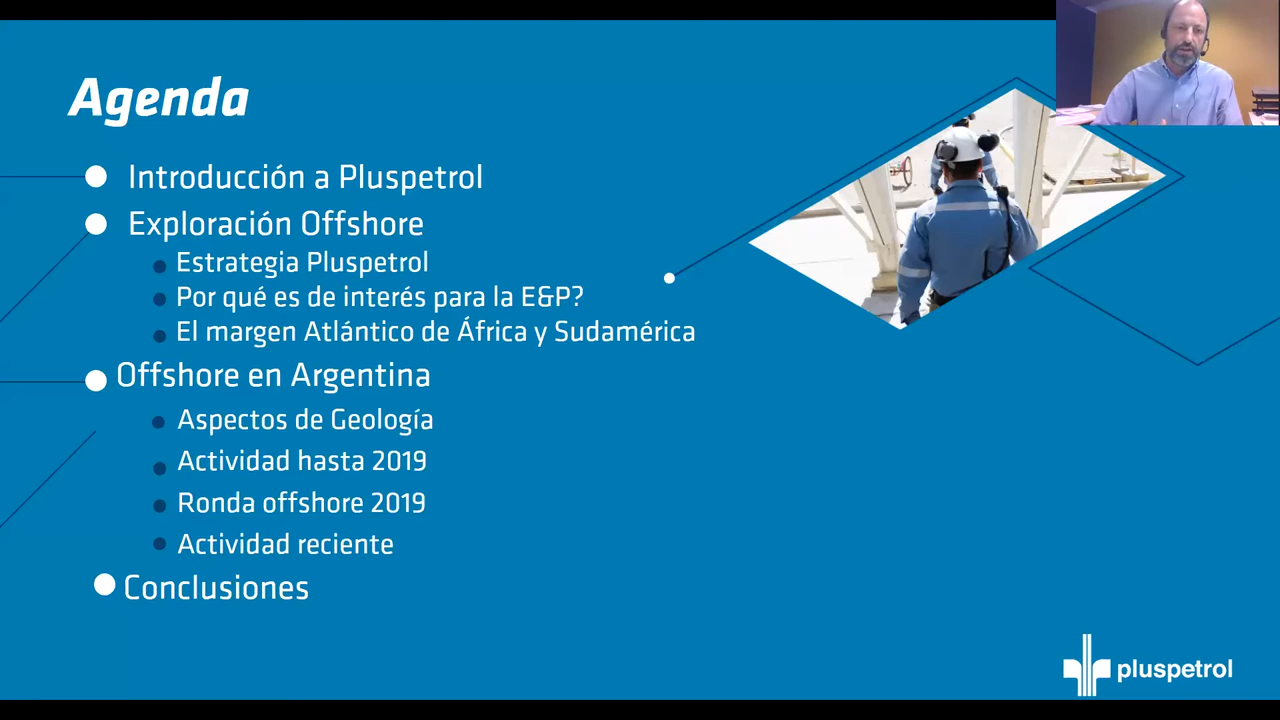 Agenda
Introducción a Pluspetrol
Exploración Offshore
Estrategia Pluspetrol
Por qué es de interés para la E&P?
El margen Atlántico de África y Sudamérica
Offshore en Argentina
Aspectos de Geología
Actividad hasta 2019
Ronda offshore 2019
Actividad reciente
Conclusiones
pluspetrol